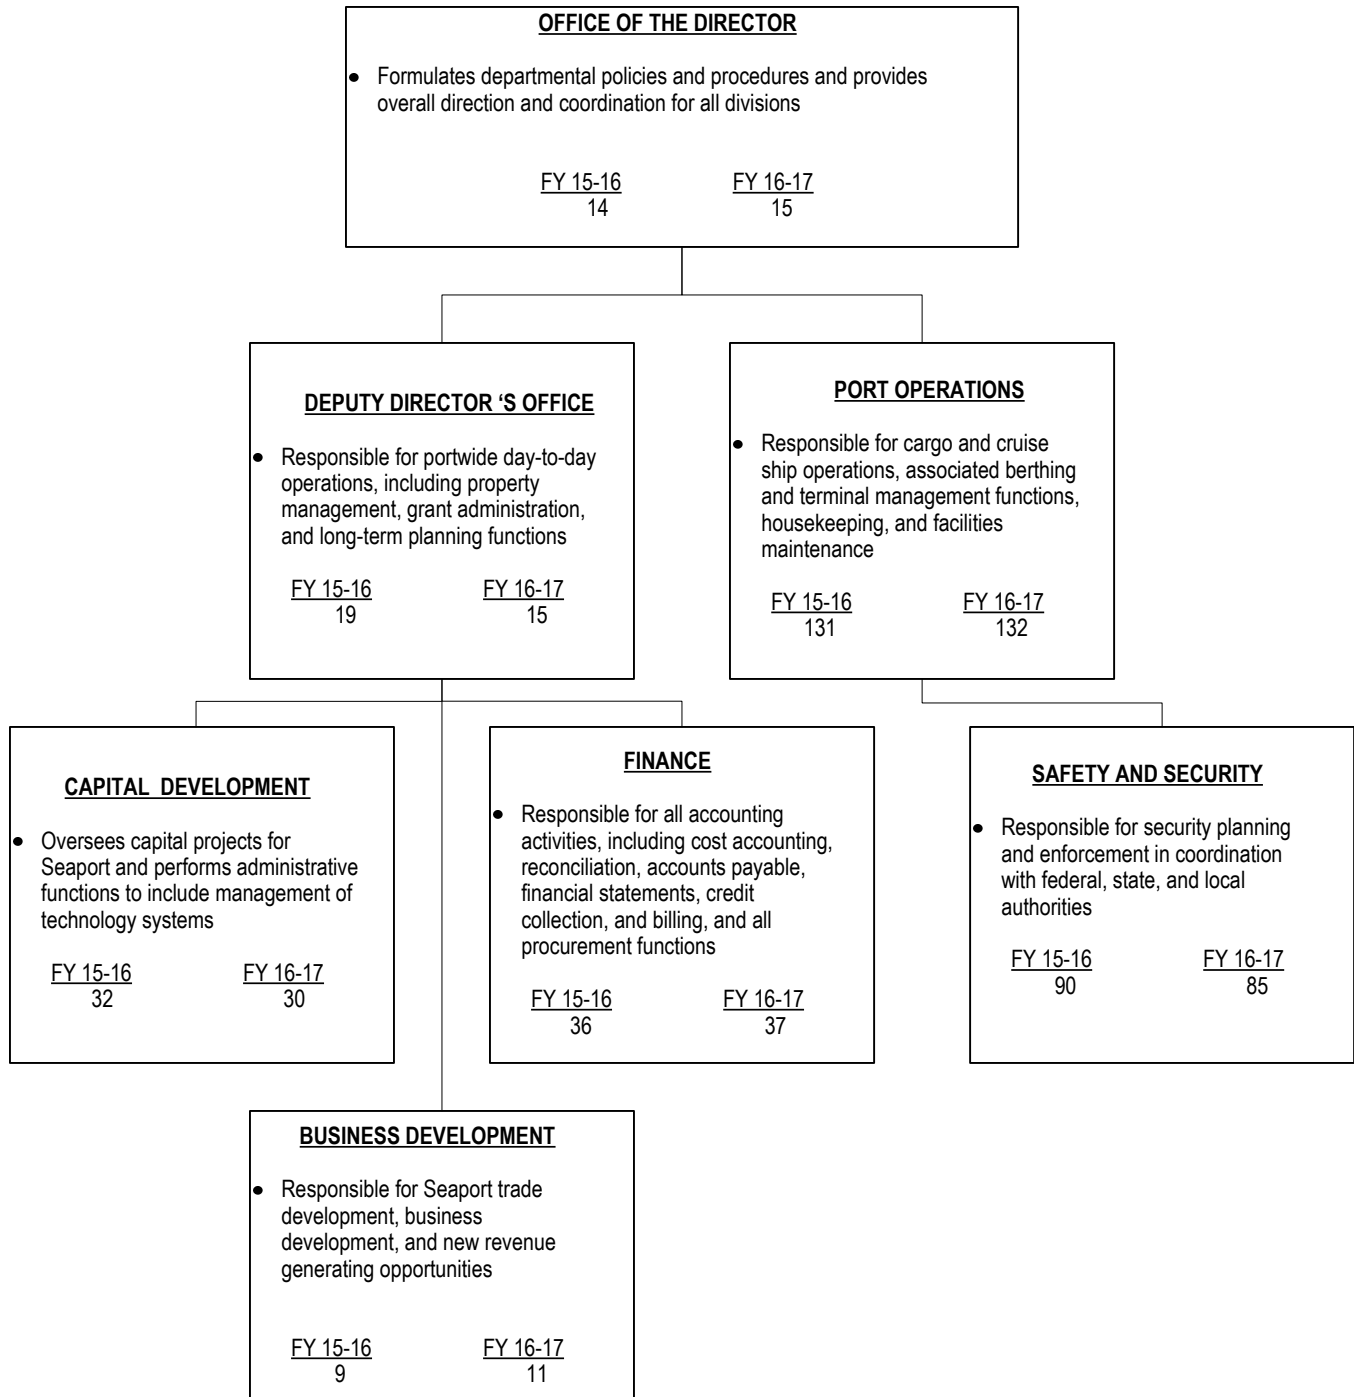 OFFICE OF THE DIRECTOR
• Formulates departmental policies and procedures and provides
overall direction and coordination for all divisions
FY 15-16 FY 16-17
14 15
DEPUTY DIRECTOR ‘S OFFICE
• Responsible for portwide day-to-day
operations, including property
management, grant administration,
and long-term planning functions
FY 15-16 FY 16-17
19 15
PORT OPERATIONS
• Responsible for cargo and cruise
ship operations, associated berthing
and terminal management functions,
housekeeping, and facilities
maintenance
FY 15-16 FY 16-17
131 132
CAPITAL DEVELOPMENT
• Oversees capital projects for
Seaport and performs administrative
functions to include management of
technology systems
FY 15-16 FY 16-17
32 30
FINANCE
• Responsible for all accounting
activities, including cost accounting,
reconciliation, accounts payable,
financial statements, credit
collection, and billing, and all
procurement functions
FY 15-16 FY 16-17
36 37
SAFETY AND SECURITY
• Responsible for security planning
and enforcement in coordination
with federal, state, and local
authorities
FY 15-16 FY 16-17
90 85
BUSINESS DEVELOPMENT
• Responsible for Seaport trade
development, business
development, and new revenue
generating opportunities
FY 15-16 FY 16-17
9 11